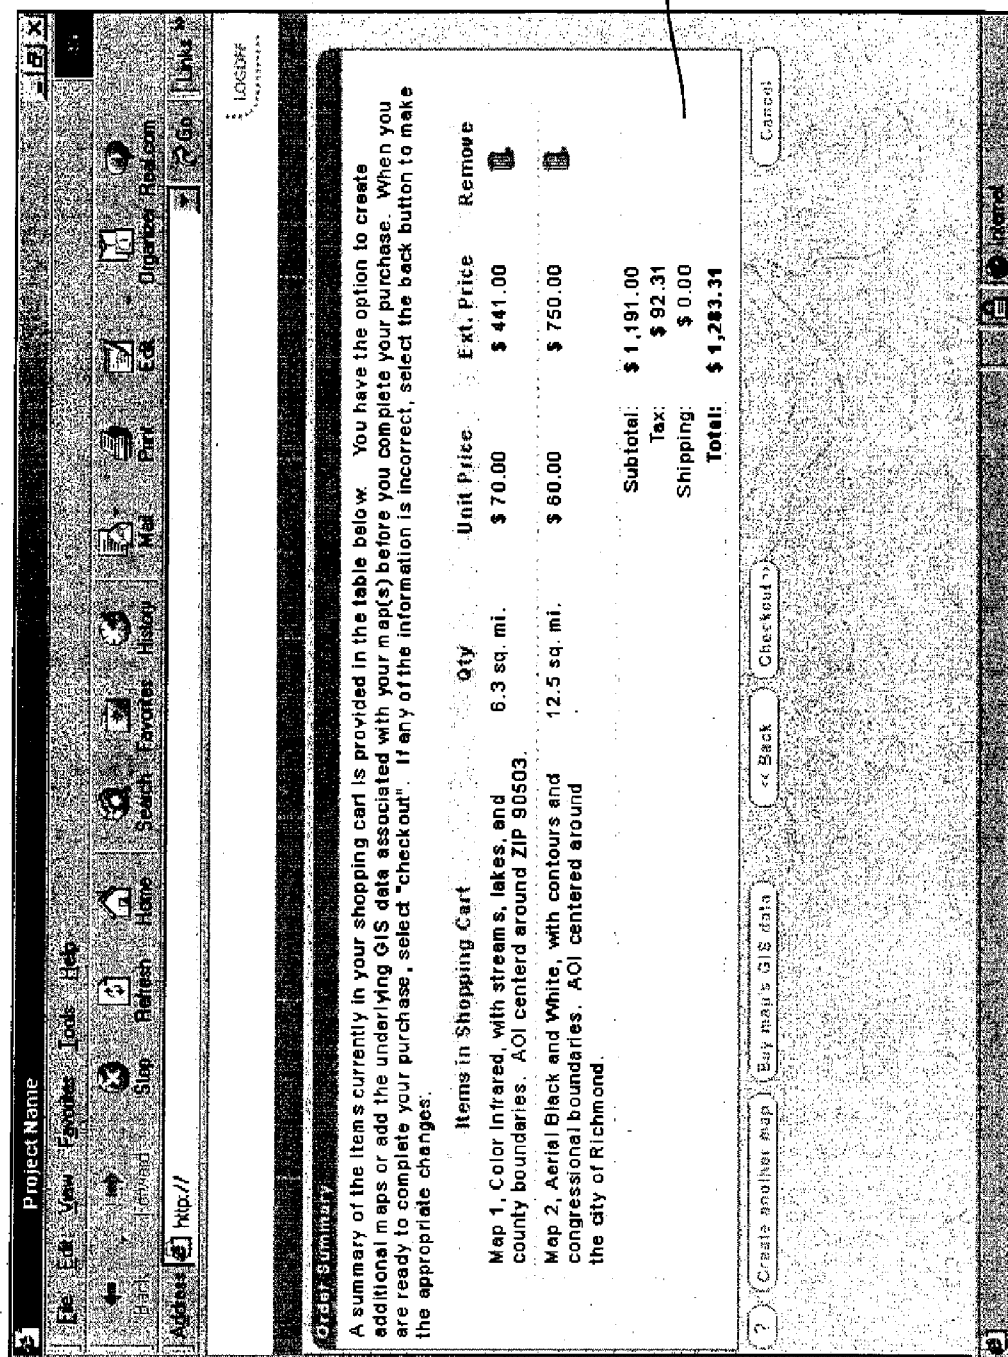 Project Name
File Edit View Favorites Tools Help
Back Forward Stop Refresh Home Search Favorites History Mail Print Edit Organize Real.com
Address http:// Go Links »
LOGOFF
Order Summary
A summary of the items currently in your shopping cart is provided in the table below. You have the option to create
additional maps or add the underlying GIS data associated with your map(s) before you complete your purchase. When you
are ready to complete your purchase, select "checkout". If any of the information is incorrect, select the back button to make
the appropriate changes.
Items in Shopping Cart Qty Unit Price Ext. Price Remove
Map 1, Color Infrared, with streams, lakes, and 6.3 sq. mi. $ 70.00 $ 441.00
county boundaries. AOI centerd around ZIP 90503.
Map 2, Aerial Black and White, with contours and 12.5 sq. mi. $ 60.00 $ 750.00
congressional boundaries. AOI centered around
the city of Richmond.
Subtotal: $ 1,191.00
Tax: $ 92.31
Shipping: $ 0.00
Total: $ 1,283.31
? Create another map Buy map's GIS data << Back Checkout >> Cancel
Internet